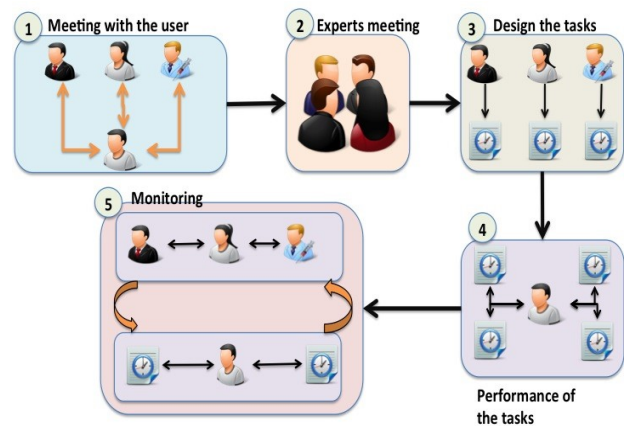 1 Meeting with the user
2 Experts meeting
3 Design the tasks
4
Performance of
the tasks
5 Monitoring